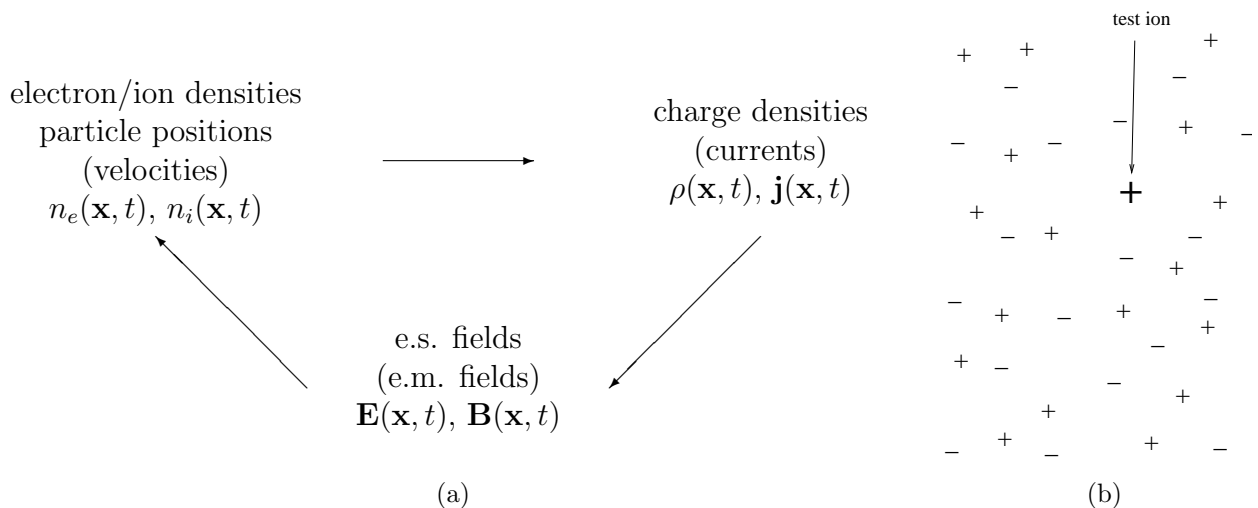 electron/ion densities
particle positions
(velocities)
n_e(𝐱, t), n_i(𝐱, t)
charge densities
(currents)
ρ(𝐱, t), 𝐣(𝐱, t)
e.s. fields
(e.m. fields)
𝐄(𝐱, t), 𝐁(𝐱, t)
(a)
test ion
(b)